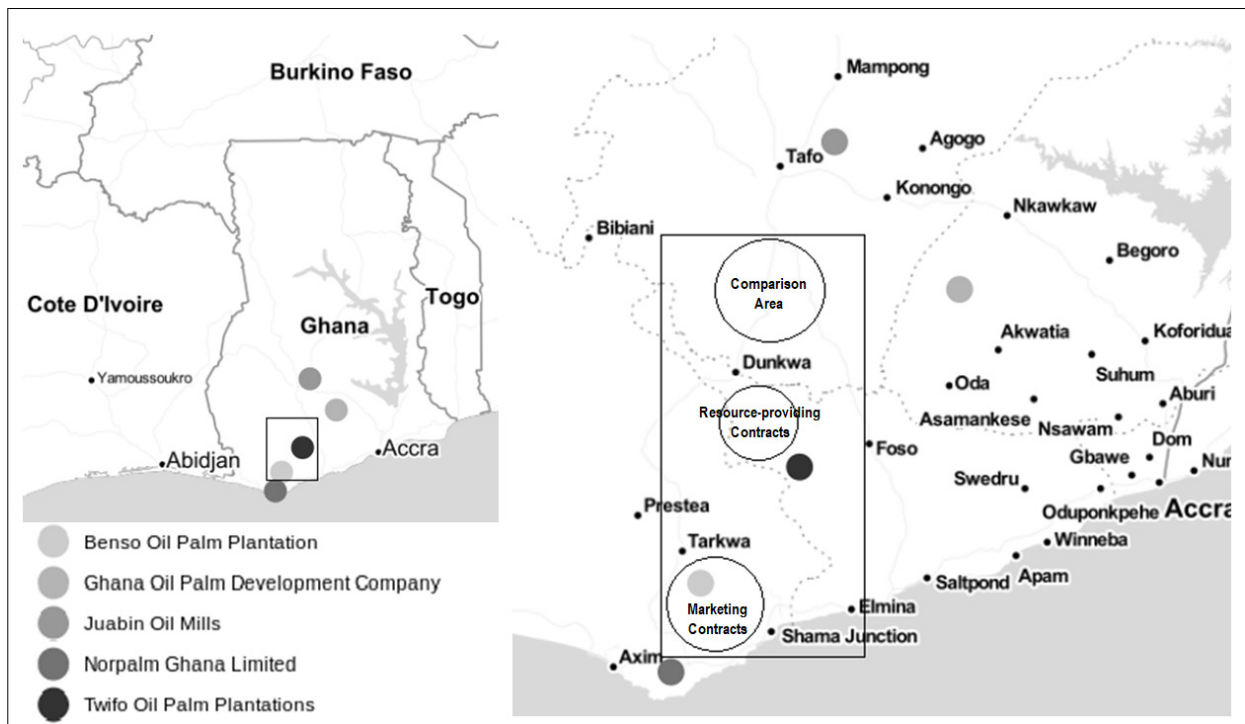 Burkino Faso
Cote D'Ivoire
Togo
Ghana
Yamoussoukro
Abidjan
Accra
Benso Oil Palm Plantation
Ghana Oil Palm Development Company
Juabin Oil Mills
Norpalm Ghana Limited
Twifo Oil Palm Plantations
Mampong
Agogo
Tafo
Konongo
Nkawkaw
Bibiani
Begoro
Comparison
Area
Akwatia
Koforidua
Dunkwa
Suhum
Oda
Aburi
Resource-providing
Contracts
Asamankese
Nsawam
Dom
Foso
Gbawe
Nun
Swedru
Prestea
Oduponkpehe
Accra
Tarkwa
Winneba
Apam
Saltpond
Marketing
Contracts
Elmina
Shama Junction
Axim